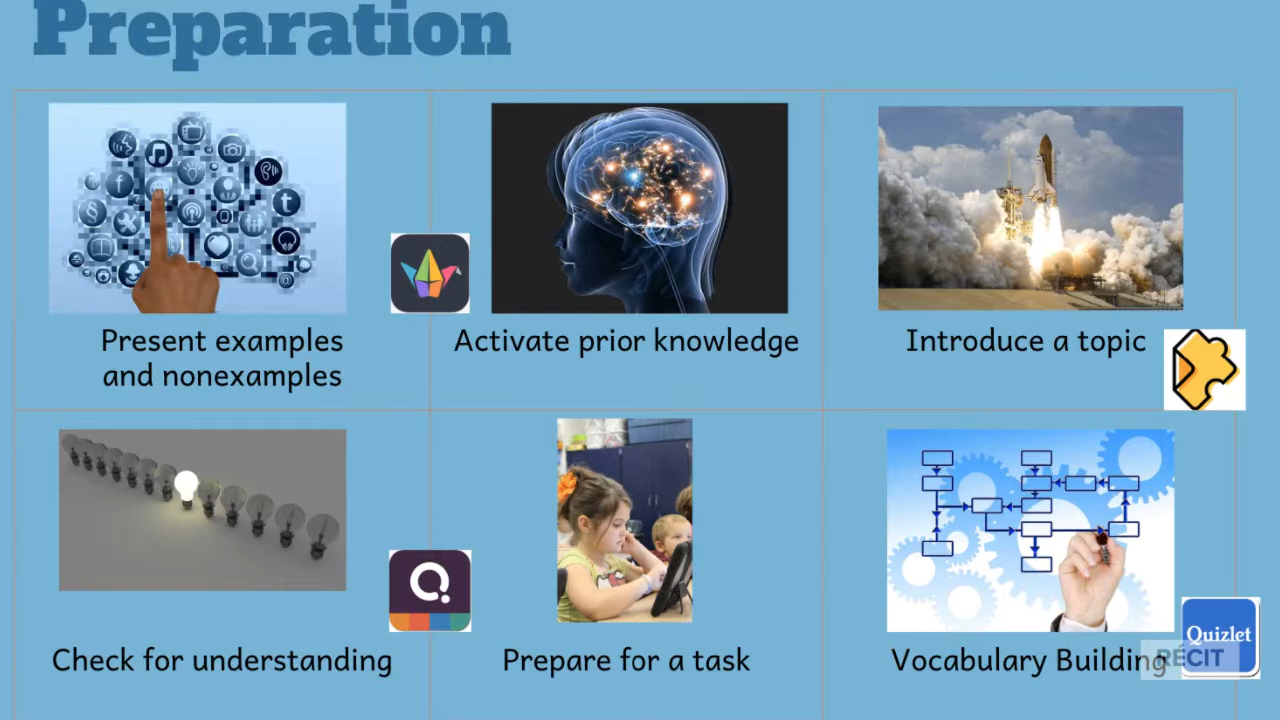 Preparation
Present examples
and nonexamples
Activate prior knowledge
Introduce a topic
Check for understanding
Prepare for a task
Vocabulary Building
Quizlet
RÉCIT